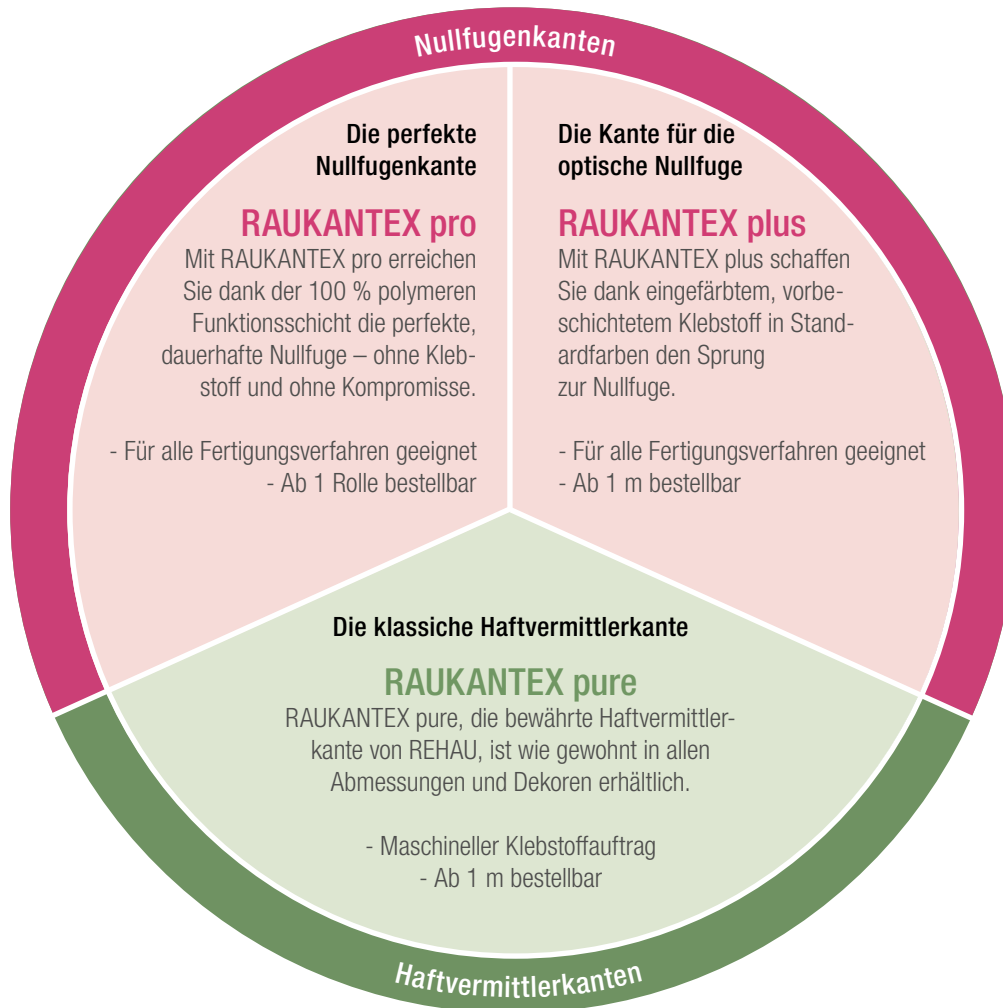 Nullfugenkanten
Die perfekte
Nullfugenkante
RAUKANTEX pro
Mit RAUKANTEX pro erreichen
Sie dank der 100 % polymeren
Funktionsschicht die perfekte,
dauerhafte Nullfuge – ohne Kleb-
stoff und ohne Kompromisse.
- Für alle Fertigungsverfahren geeignet
- Ab 1 Rolle bestellbar
Die Kante für die
optische Nullfuge
RAUKANTEX plus
Mit RAUKANTEX plus schaffen
Sie dank eingefärbtem, vorbe-
schichtetem Klebstoff in Stand-
ardfarben den Sprung
zur Nullfuge.
- Für alle Fertigungsverfahren geeignet
- Ab 1 m bestellbar
Die klassiche Haftvermittlerkante
RAUKANTEX pure
RAUKANTEX pure, die bewährte Haftvermittler-
kante von REHAU, ist wie gewohnt in allen
Abmessungen und Dekoren erhältlich.
- Maschineller Klebstoffauftrag
- Ab 1 m bestellbar
Haftvermittlerkanten